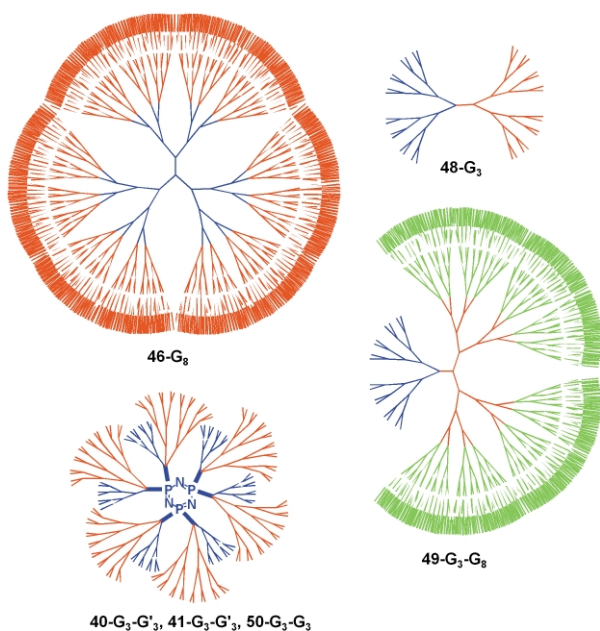 48-G₃
46-G₈
N
P P
N N
P
49-G₃-G₈
40-G₃-G'₃, 41-G₃-G'₃, 50-G₃-G₃